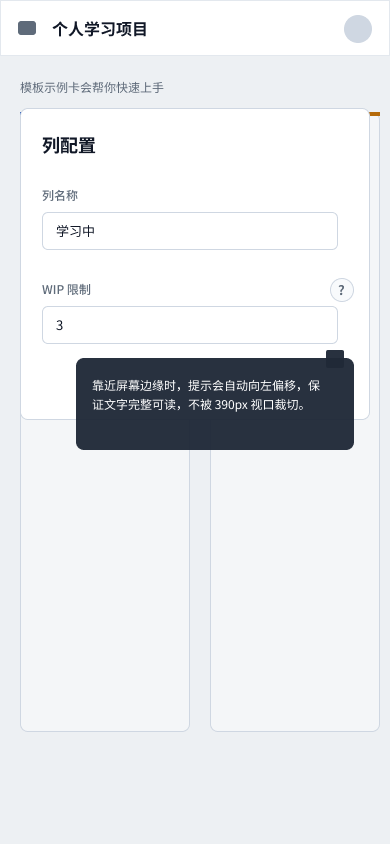 个人学习项目
模板示例卡会帮你快速上手
列配置
列名称
学习中
WIP 限制
?
3
靠近屏幕边缘时，提示会自动向左偏移，保
证文字完整可读，不被 390px 视口裁切。